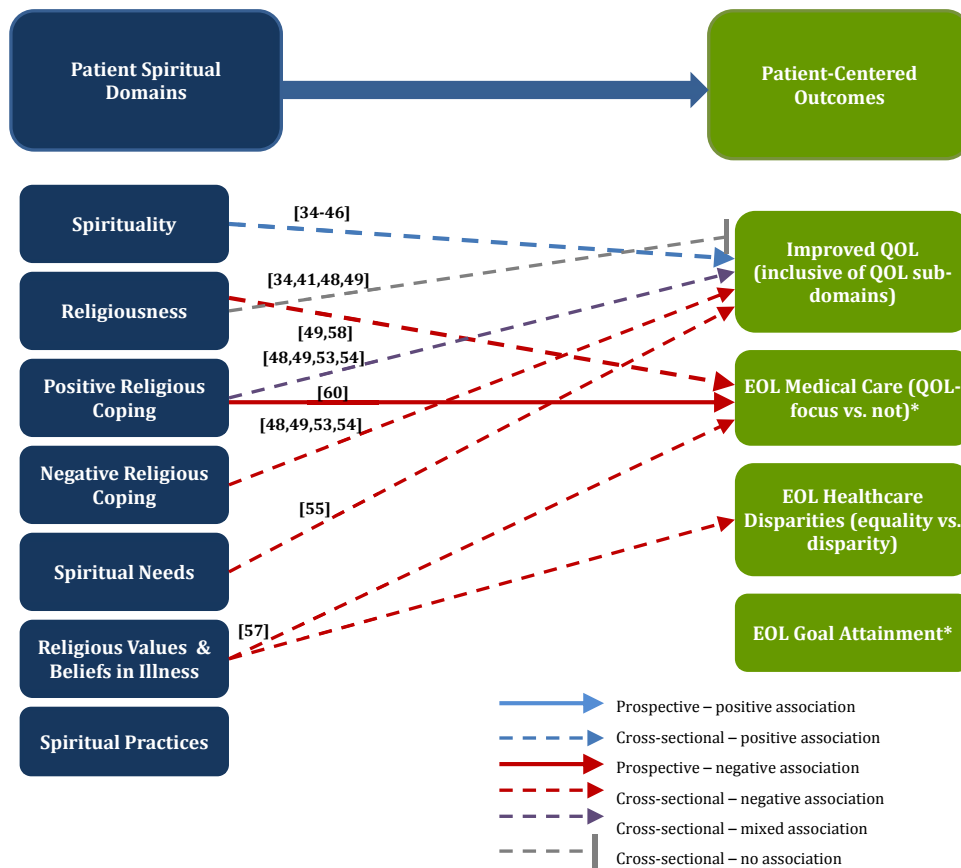 Patient Spiritual
Domains
Patient-Centered
Outcomes
Spirituality
[34-46]
Improved QOL
(inclusive of QOL sub-
domains)
Religiousness
[34,41,48,49]
[49,58]
Positive Religious
Coping
[48,49,53,54]
[60]
EOL Medical Care (QOL-
focus vs. not)*
[48,49,53,54]
Negative Religious
Coping
EOL Healthcare
Disparities (equality vs.
disparity)
[55]
Spiritual Needs
Religious Values & 
Beliefs in Illness
[57]
EOL Goal Attainment*
Spiritual Practices
Prospective – positive association
Cross-sectional – positive association
Prospective – negative association
Cross-sectional – negative association
Cross-sectional – mixed association
Cross-sectional – no association